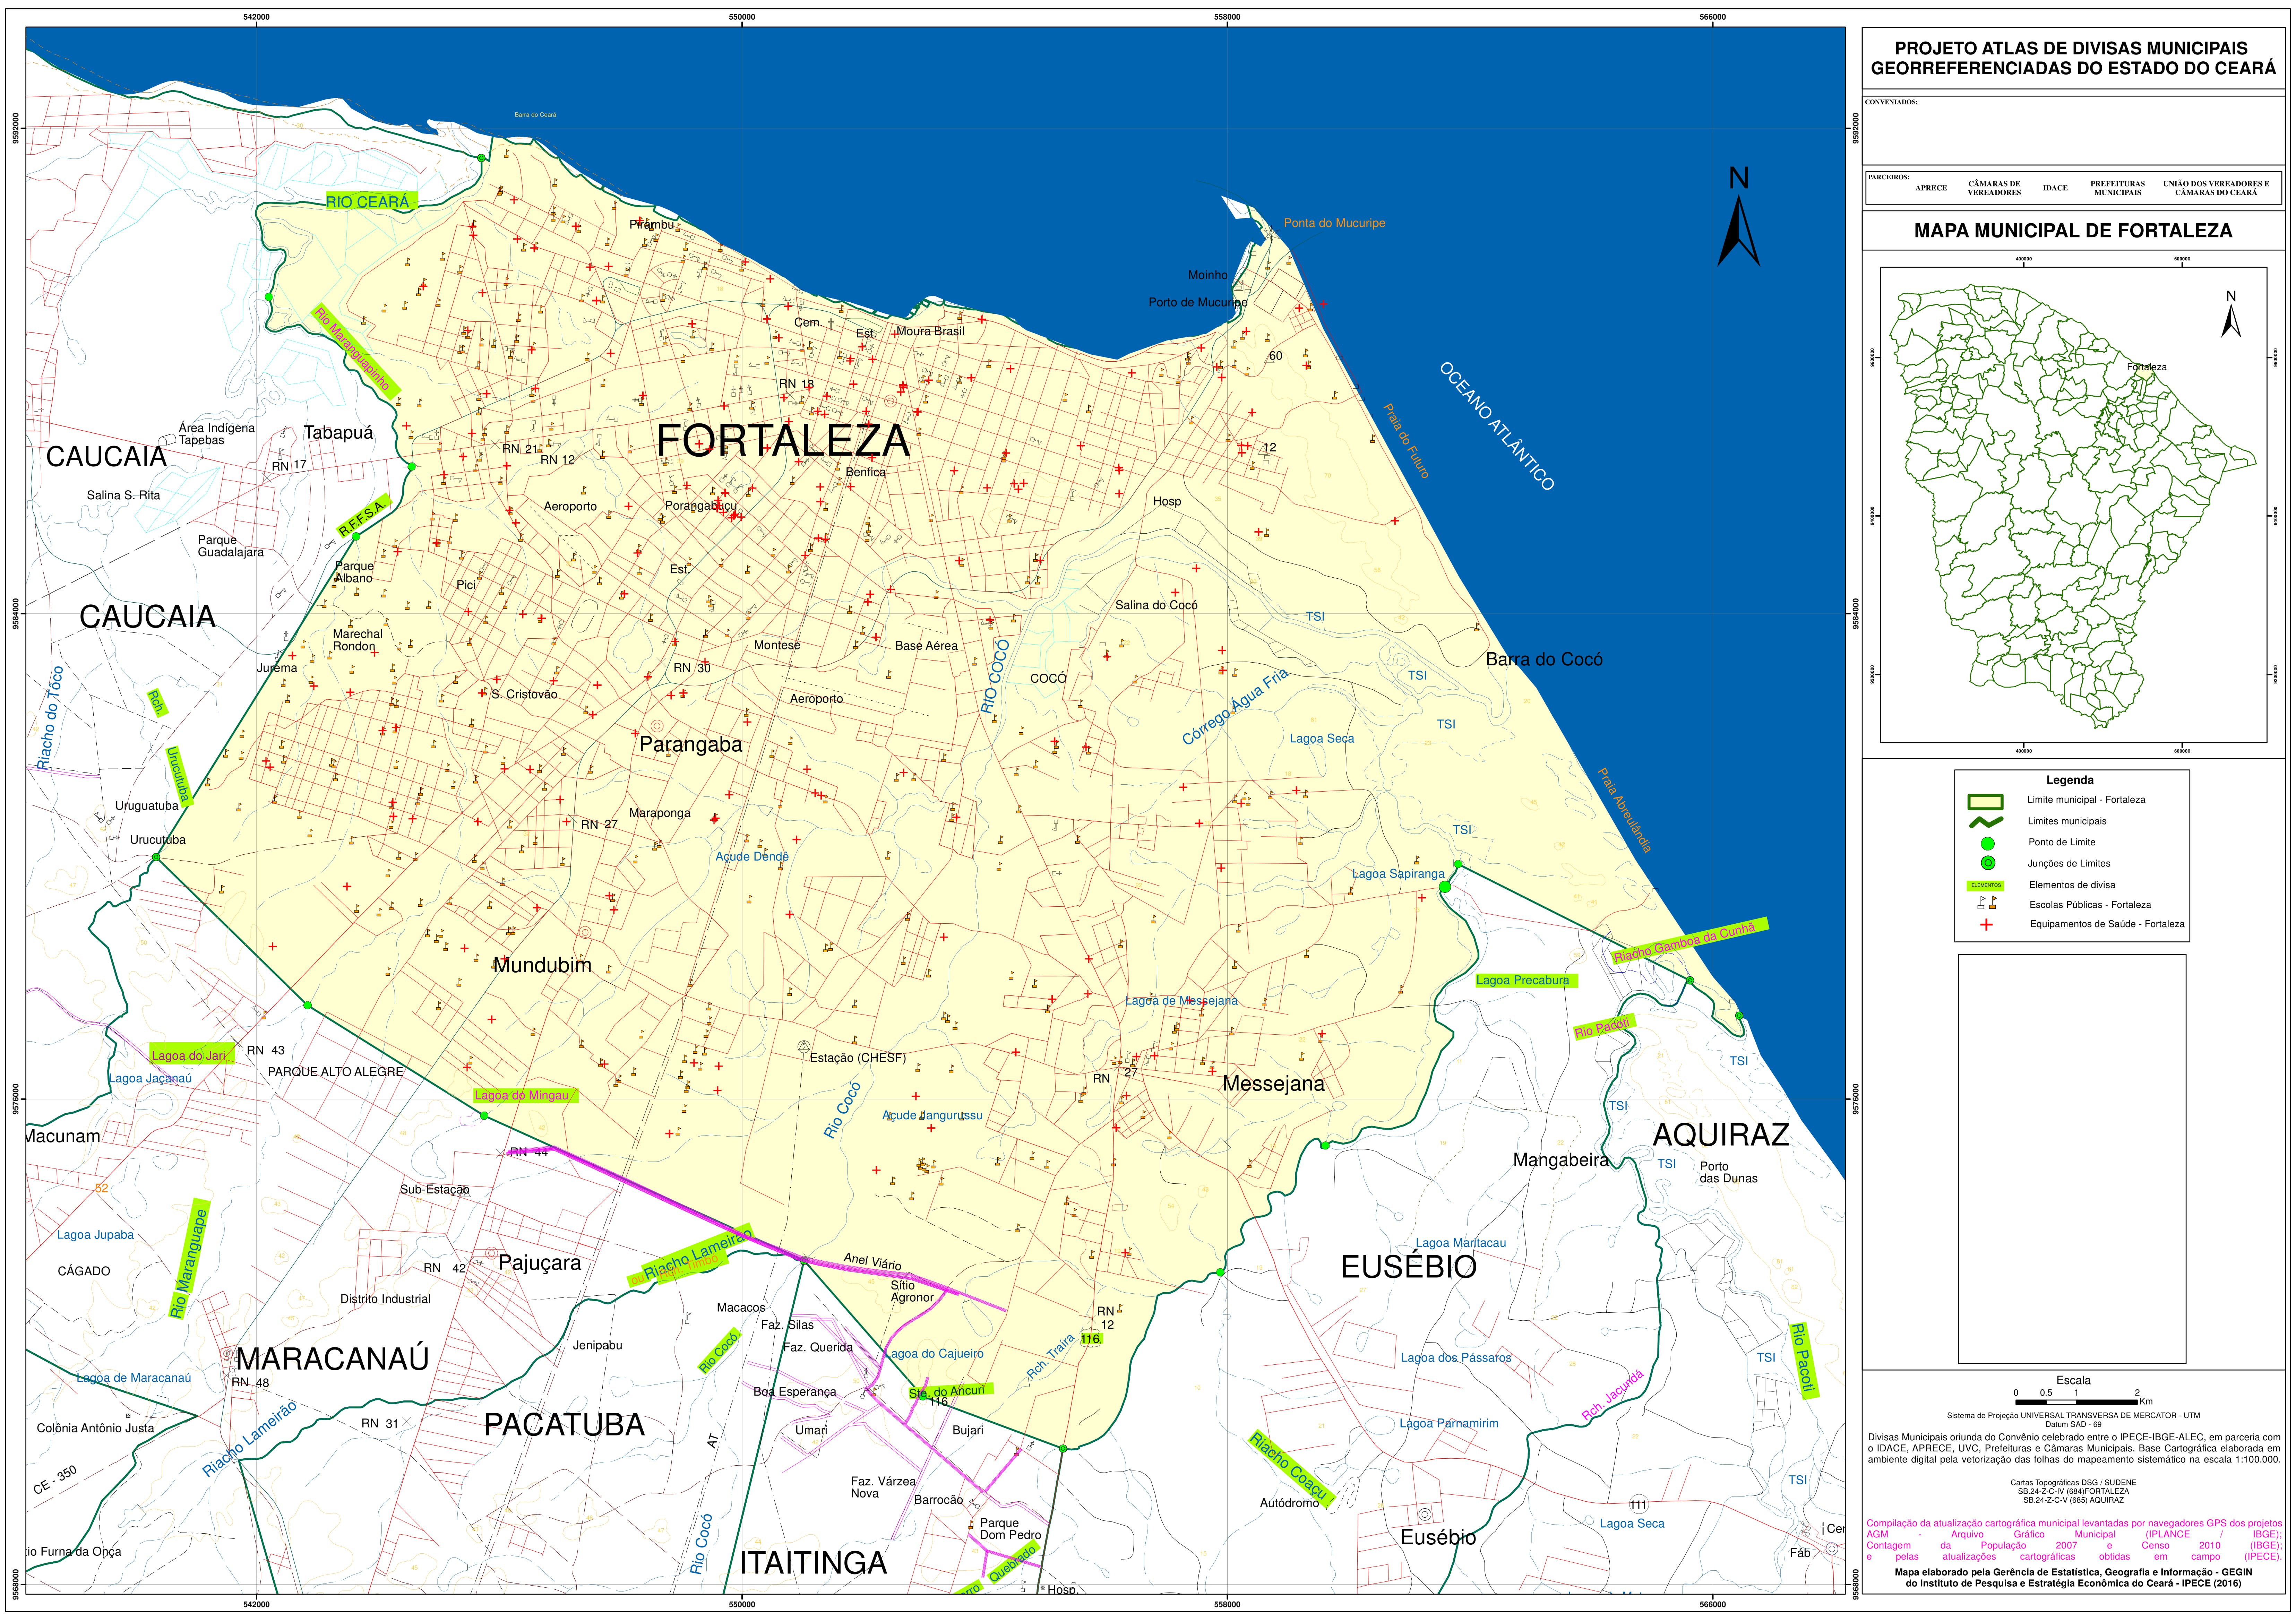 542000
550000
558000
566000
9592000
9584000
9576000
9568000
Barra do Ceará
RIO CEARÁ
Rio Maranguapinho
Pirambu
Ponta do Mucuripe
Moinho
Porto de Mucuripe
Cem.
Est.
Moura Brasil
60
OCEANO ATLÂNTICO
Praia do Futuro
RN 18
FORTALEZA
Área Indígena
Tapebas
Tabapuá
CAUCAIA
RN 17
RN 21
RN 12
Benfica
12
Salina S. Rita
R.F.F.S.A.
Aeroporto
Porangabuçu
Hosp
Parque
Guadalajara
Parque
Albano
Pici
Est.
CAUCAIA
Salina do Cocó
TSI
Marechal
Rondon
Montese
Base Aérea
Barra do Cocó
Jurema
RN 30
RIO COCÓ
COCÓ
TSI
Riacho do Tôco
Rch.
S. Cristovão
Aeroporto
Córrego Água Fria
TSI
Lagoa Seca
Parangaba
Urucutuba
Uruguatuba
Maraponga
RN 27
Praia Abreulândia
TSI
Urucutuba
Açude Dendê
Lagoa Sapiranga
Mundubim
Riacho Gamboa da Cunhã
Lagoa Precabura
Lagoa de Messejana
Rio Pacoti
Lagoa do Jari
RN 43
Estação (CHESF)
TSI
Lagoa Jaçanaú
PARQUE ALTO ALEGRE
RN 27
Messejana
Lagoa do Mingau
Rio Cocó
Açude Jangurussu
TSI
Macunam
AQUIRAZ
RN 44
Mangabeira
TSI
Porto
das Dunas
52
Sub-Estação
Rio Maranguape
Lagoa Jupaba
Riacho Lameirão
ou
Timbó
Anel Viário
Lagoa Maritacau
CÁGADO
RN 42
Pajuçara
EUSÉBIO
Sítio
Agronor
Distrito Industrial
Macacos
RN
12
Faz. Silas
116
Jenipabu
Rio Cocó
Faz. Querida
Lagoa do Cajueiro
Rch. Traíra
Lagoa dos Pássaros
TSI
Rio Pacoti
MARACANAÚ
Lagoa de Maracanaú
RN 48
Boa Esperança
Ste. do Ancuri
116
Rch. Jacundá
Colônia Antônio Justa
RN 31
PACATUBA
Umari
Bujari
Lagoa Parnamirim
Riacho Lameirão
AT
Riacho Coaçu
CE - 350
Faz. Várzea
Nova
Barrocão
TSI
Autódromo
111
Rio Cocó
Parque
Dom Pedro
Eusébio
Lagoa Seca
Cer
io Furna da Onça
ITAITINGA
Quebrado
Fáb
Hosp.
N
PROJETO ATLAS DE DIVISAS MUNICIPAIS
GEORREFERENCIADAS DO ESTADO DO CEARÁ
CONVENIADOS:
PARCEIROS:
APRECE
CÂMARAS DE
VEREADORES
IDACE
PREFEITURAS
MUNICIPAIS
UNIÃO DOS VEREADORES E
CÂMARAS DO CEARÁ
MAPA MUNICIPAL DE FORTALEZA
400000
600000
N
Fortaleza
9600000
9400000
9200000
400000
600000
Legenda
Limite municipal - Fortaleza
Limites municipais
Ponto de Limite
Junções de Limites
ELEMENTOS
Elementos de divisa
Escolas Públicas - Fortaleza
Equipamentos de Saúde - Fortaleza
Escala
0 0.5 1 2
Km
Sistema de Projeção UNIVERSAL TRANSVERSA DE MERCATOR - UTM
Datum SAD - 69
Divisas Municipais oriunda do Convênio celebrado entre o IPECE-IBGE-ALEC, em parceria com
o IDACE, APRECE, UVC, Prefeituras e Câmaras Municipais. Base Cartográfica elaborada em
ambiente digital pela vetorização das folhas do mapeamento sistemático na escala 1:100.000.
Cartas Topográficas DSG / SUDENE
SB.24-Z-C-IV (684)FORTALEZA
SB.24-Z-C-V (685) AQUIRAZ
Compilação da atualização cartográfica municipal levantadas por navegadores GPS dos projetos
AGM - Arquivo Gráfico Municipal (IPLANCE / IBGE);
Contagem da População 2007 e Censo 2010 (IBGE);
e pelas atualizações cartográficas obtidas em campo (IPECE).
Mapa elaborado pela Gerência de Estatística, Geografia e Informação - GEGIN
do Instituto de Pesquisa e Estratégia Econômica do Ceará - IPECE (2016)